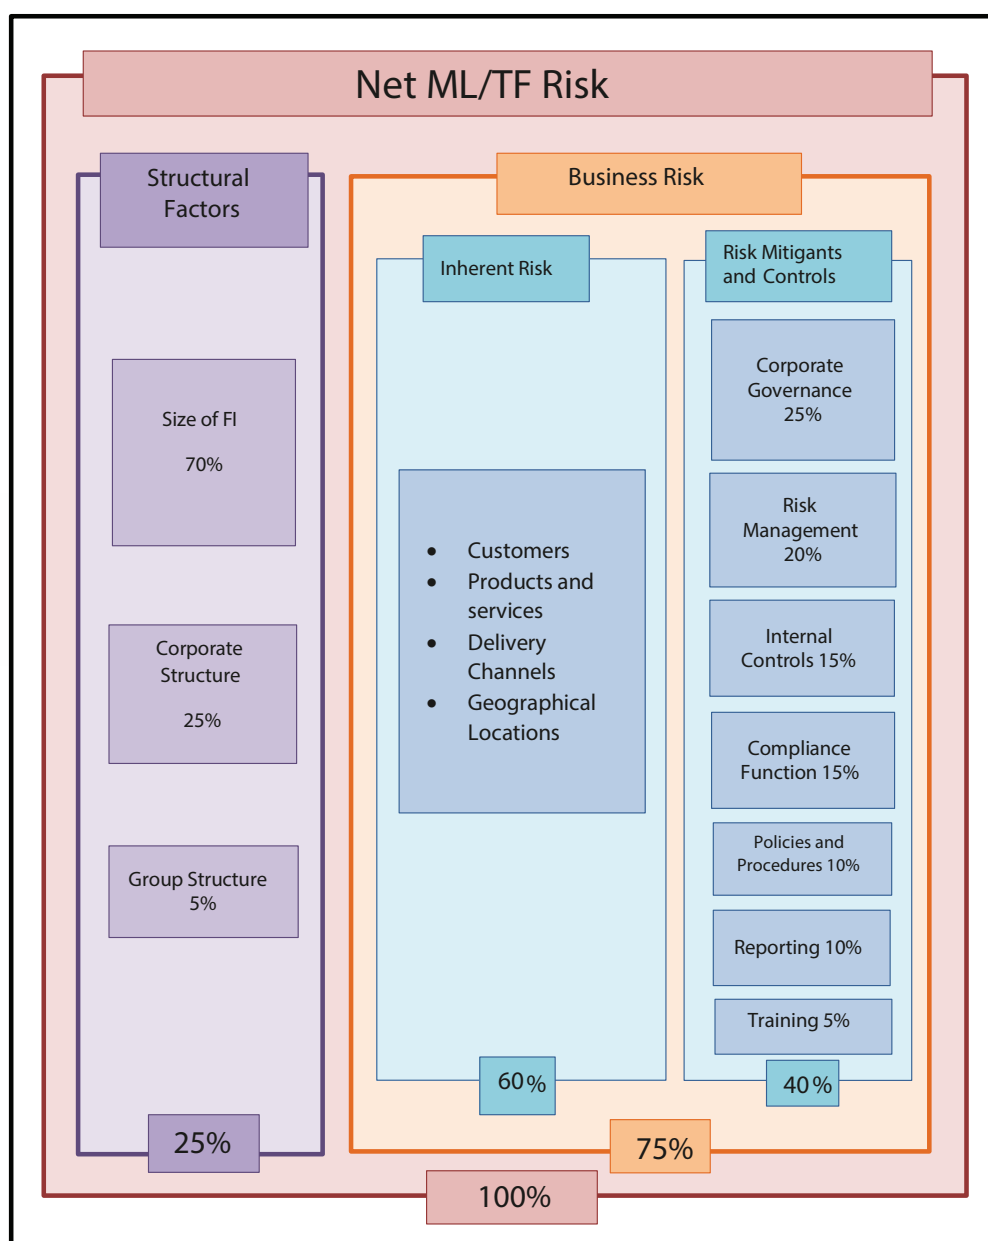 Net ML/TF Risk
Structural
Factors
Size of FI
70%
Corporate
Structure
25%
Group Structure
5%
25%
Business Risk
Inherent Risk
• Customers
• Products and
services
• Delivery
Channels
• Geographical
Locations
60%
Risk Mitigants
and Controls
Corporate
Governance
25%
Risk
Management
20%
Internal
Controls 15%
Compliance
Function 15%
Policies and
Procedures 10%
Reporting 10%
Training 5%
40%
75%
100%